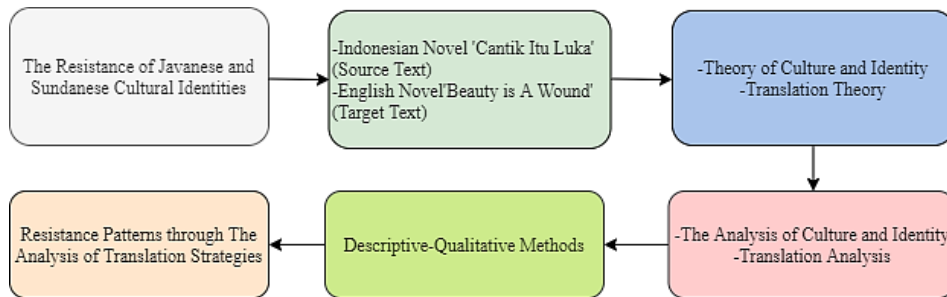 The Resistance of Javanese and
Sundanese Cultural Identities
-Indonesian Novel 'Cantik Itu Luka'
(Source Text)
-English Novel'Beauty is A Wound'
(Target Text)
-Theory of Culture and Identity
-Translation Theory
-The Analysis of Culture and Identity
-Translation Analysis
Descriptive-Qualitative Methods
Resistance Patterns through The
Analysis of Translation Strategies